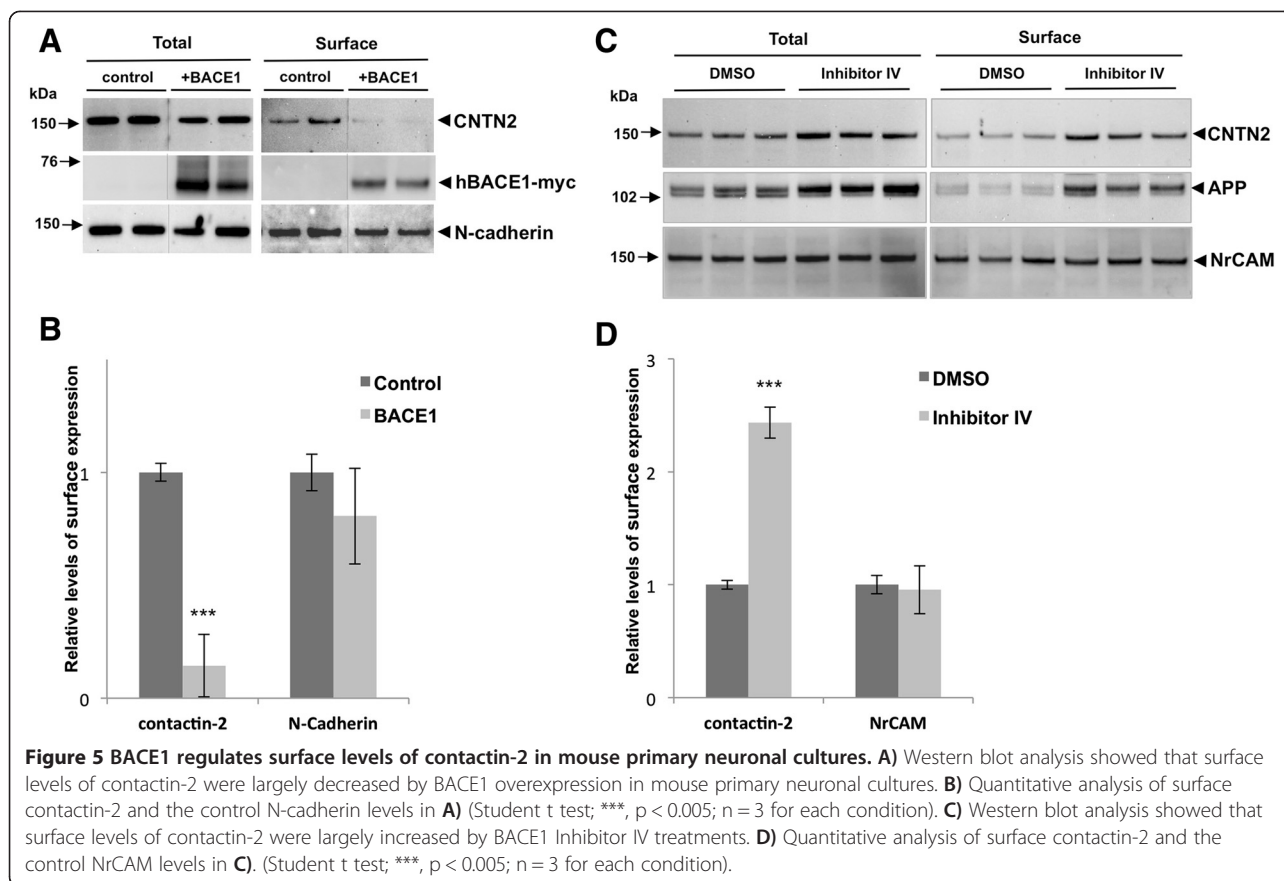 A
Total Surface
control +BACE1 control +BACE1
kDa
150 CNTN2
76
hBACE1-myc
150 N-cadherin
C
Total Surface
DMSO Inhibitor IV DMSO Inhibitor IV
kDa
150 CNTN2
102 APP
150 NrCAM
B
Relative levels of surface expression
1
0
Control
BACE1
***
contactin-2 N-Cadherin
D
Relative levels of surface expression
3
2
1
0
DMSO
Inhibitor IV
***
contactin-2 NrCAM
Figure 5 BACE1 regulates surface levels of contactin-2 in mouse primary neuronal cultures. A) Western blot analysis showed that surface
levels of contactin-2 were largely decreased by BACE1 overexpression in mouse primary neuronal cultures. B) Quantitative analysis of surface
contactin-2 and the control N-cadherin levels in A) (Student t test; ***, p < 0.005; n = 3 for each condition). C) Western blot analysis showed that
surface levels of contactin-2 were largely increased by BACE1 Inhibitor IV treatments. D) Quantitative analysis of surface contactin-2 and the
control NrCAM levels in C). (Student t test; ***, p < 0.005; n = 3 for each condition).